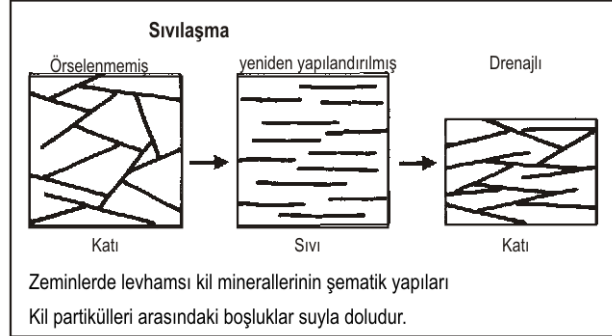 Sıvılaşma
Örselenmemiş yeniden yapılandırılmış Drenajlı
Katı Sıvı Katı
Zeminlerde levhamsı kil minerallerinin şematik yapıları
Kil partikülleri arasındaki boşluklar suyla doludur.